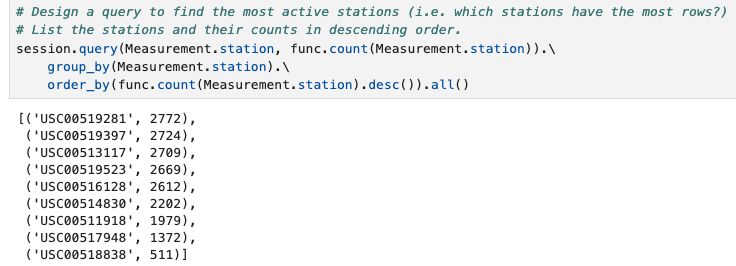 # Design a query to find the most active stations (i.e. which stations have the most rows?)
# List the stations and their counts in descending order.
session.query(Measurement.station, func.count(Measurement.station)).\
    group_by(Measurement.station).\
    order_by(func.count(Measurement.station).desc()).all()
[('USC00519281', 2772),
 ('USC00519397', 2724),
 ('USC00513117', 2709),
 ('USC00519523', 2669),
 ('USC00516128', 2612),
 ('USC00514830', 2202),
 ('USC00511918', 1979),
 ('USC00517948', 1372),
 ('USC00518838', 511)]